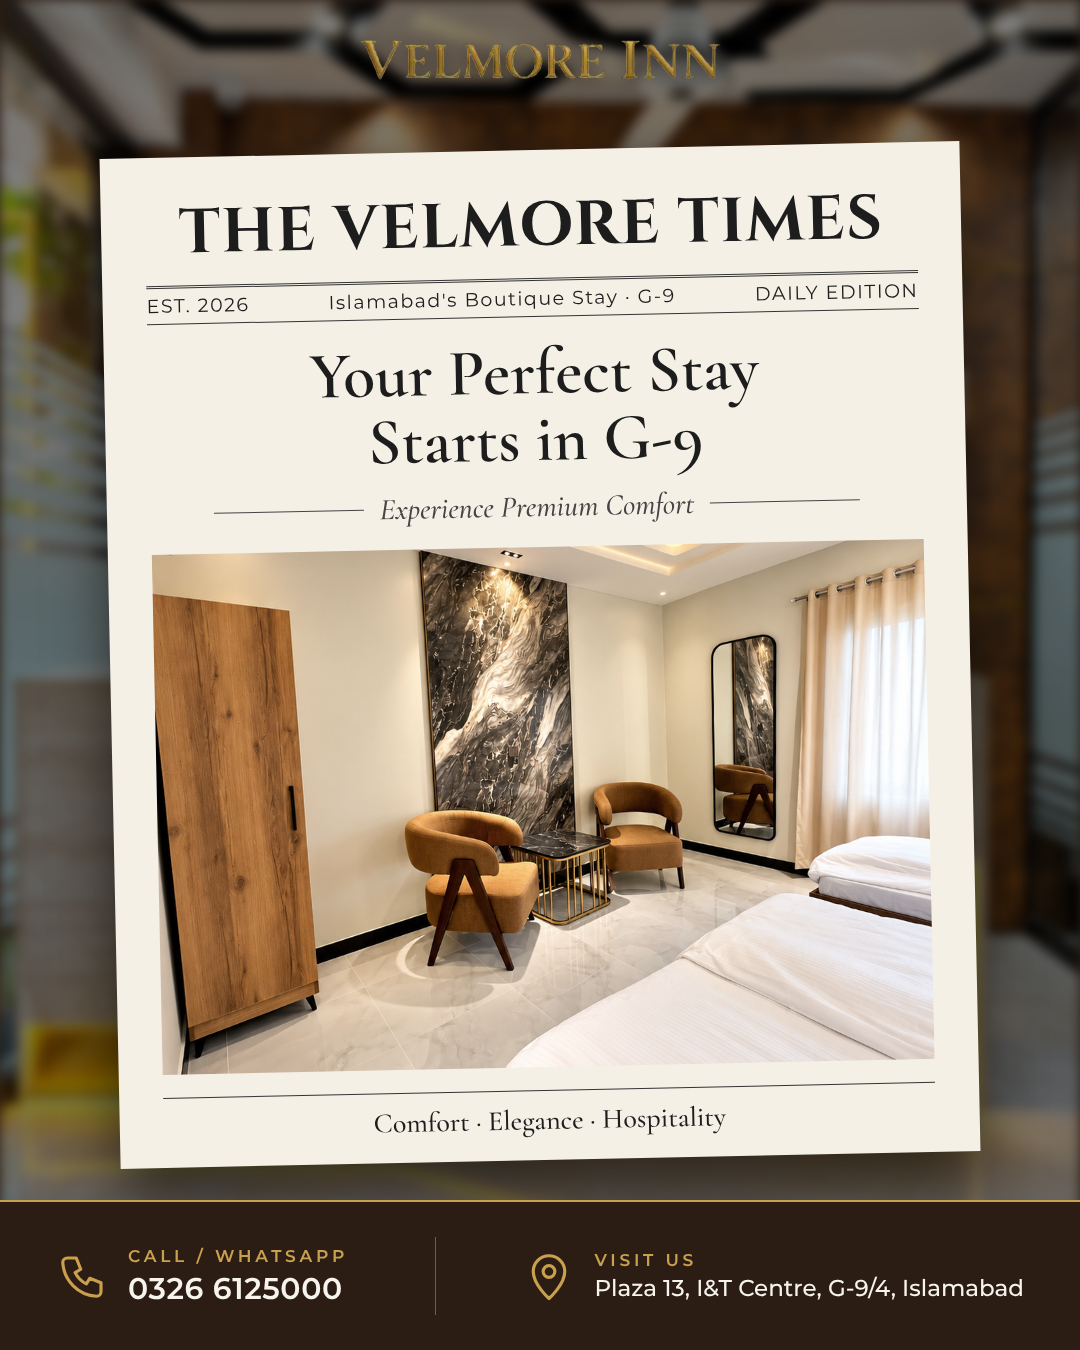 VELMORE INN
THE VELMORE TIMES
EST. 2026 Islamabad's Boutique Stay · G-9 DAILY EDITION
Your Perfect Stay
Starts in G-9
Experience Premium Comfort
Comfort · Elegance · Hospitality
CALL / WHATSAPP
0326 6125000
VISIT US
Plaza 13, I&T Centre, G-9/4, Islamabad